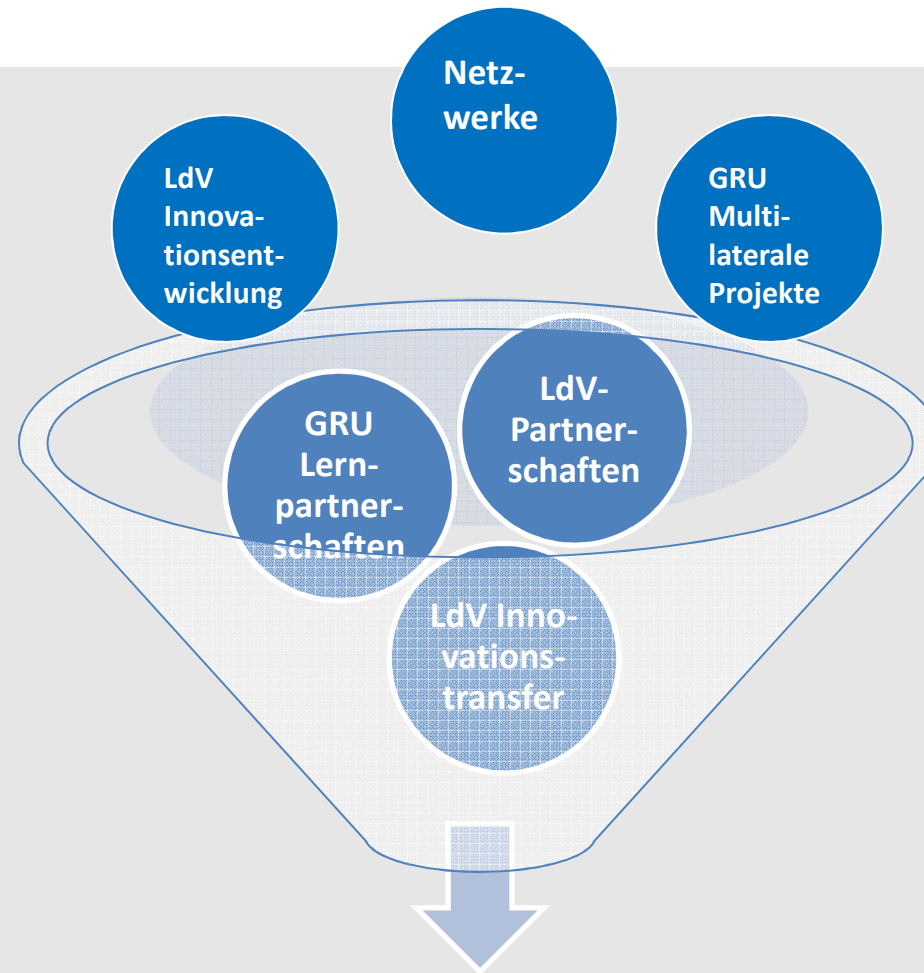 Netz-
werke
LdV
Innova-
tionsent-
wicklung
GRU
Multi-
laterale
Projekte
LdV-
Partner-
schaften
GRU
Lern-
partner-
schaften
LdV Inno-
vations-
transfer